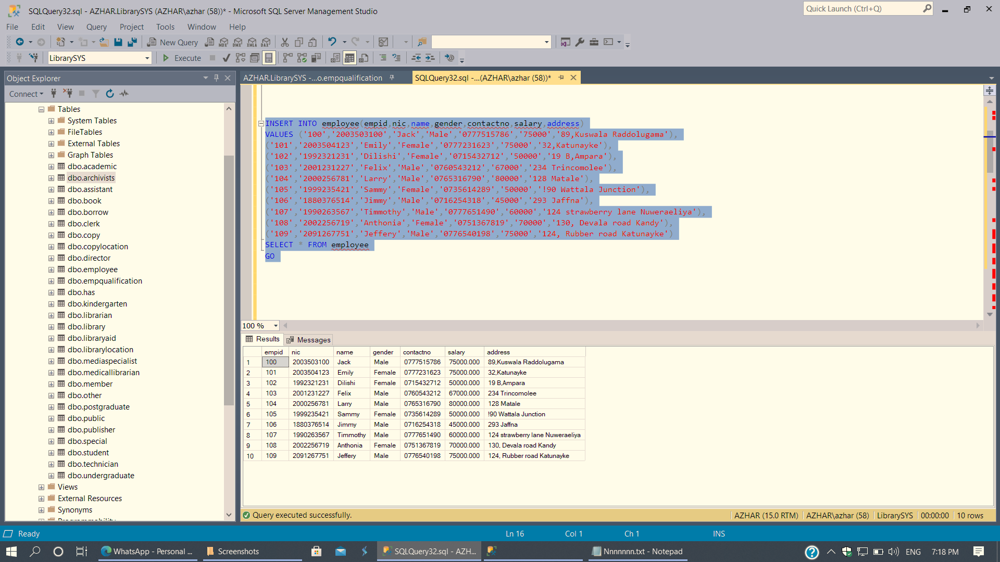 SQLQuery32.sql - AZHAR.LibrarySYS (AZHAR\azhar (58))* - Microsoft SQL Server Management Studio
Quick Launch (Ctrl+Q)
File Edit View Query Project Tools Window Help
New Query
MDX DMX XMLA DAX
LibrarySYS Execute
Object Explorer
AZHAR.LibrarySYS -...o.empqualification
SQLQuery32.sql -...(AZHAR\azhar (58))*
Connect
Tables
System Tables
FileTables
External Tables
Graph Tables
dbo.academic
dbo.archivists
dbo.assistant
dbo.book
dbo.borrow
dbo.clerk
dbo.copy
dbo.copylocation
dbo.director
dbo.employee
dbo.empqualification
dbo.has
dbo.kindergarten
dbo.librarian
dbo.library
dbo.libraryaid
dbo.librarylocation
dbo.mediaspecialist
dbo.medicallibrarian
dbo.member
dbo.other
dbo.postgraduate
dbo.public
dbo.publisher
dbo.special
dbo.student
dbo.technician
dbo.undergraduate
Views
External Resources
Synonyms
Programmability
INSERT INTO employee(empid,nic,name,gender,contactno,salary,address)
VALUES ('100','2003503100','Jack','Male','0777515786','75000','89,Kuswala Raddolugama'),
('101','2003504123','Emily','Female','0777231623','75000','32,Katunayke'),
('102','1992321231','Dilishi','Female','0715432712','50000','19 B,Ampara'),
('103','2001231227','Felix','Male','0760543212','67000','234 Trincomolee'),
('104','2000256781','Larry','Male','0765316790','80000','128 Matale'),
('105','1999235421','Sammy','Female','0735614289','50000','!90 Wattala Junction'),
('106','1880376514','Jimmy','Male','0716254318','45000','293 Jaffna'),
('107','1990263567','Timmothy','Male','0777651490','60000','124 strawberry lane Nuweraeliya'),
('108','2002256719','Anthonia','Female','0751367819','70000','130, Devala road Kandy'),
('109','2091267751','Jeffery','Male','0776540198','75000','124, Rubber road Katunayke')
SELECT * FROM employee
GO
100 %
Results Messages
empid nic name gender contactno salary address
1 100 2003503100 Jack Male 0777515786 75000.000 89,Kuswala Raddolugama
2 101 2003504123 Emily Female 0777231623 75000.000 32,Katunayke
3 102 1992321231 Dilishi Female 0715432712 50000.000 19 B,Ampara
4 103 2001231227 Felix Male 0760543212 67000.000 234 Trincomolee
5 104 2000256781 Larry Male 0765316790 80000.000 128 Matale
6 105 1999235421 Sammy Female 0735614289 50000.000 !90 Wattala Junction
7 106 1880376514 Jimmy Male 0716254318 45000.000 293 Jaffna
8 107 1990263567 Timmothy Male 0777651490 60000.000 124 strawberry lane Nuweraeliya
9 108 2002256719 Anthonia Female 0751367819 70000.000 130, Devala road Kandy
10 109 2091267751 Jeffery Male 0776540198 75000.000 124, Rubber road Katunayke
Query executed successfully.
AZHAR (15.0 RTM) AZHAR\azhar (58) LibrarySYS 00:00:00 10 rows
Ready Ln 16 Col 1 Ch 1 INS
WhatsApp - Personal ... Screenshots SQLQuery32.sql - AZH... Nnnnnnn.txt - Notepad ENG 7:18 PM